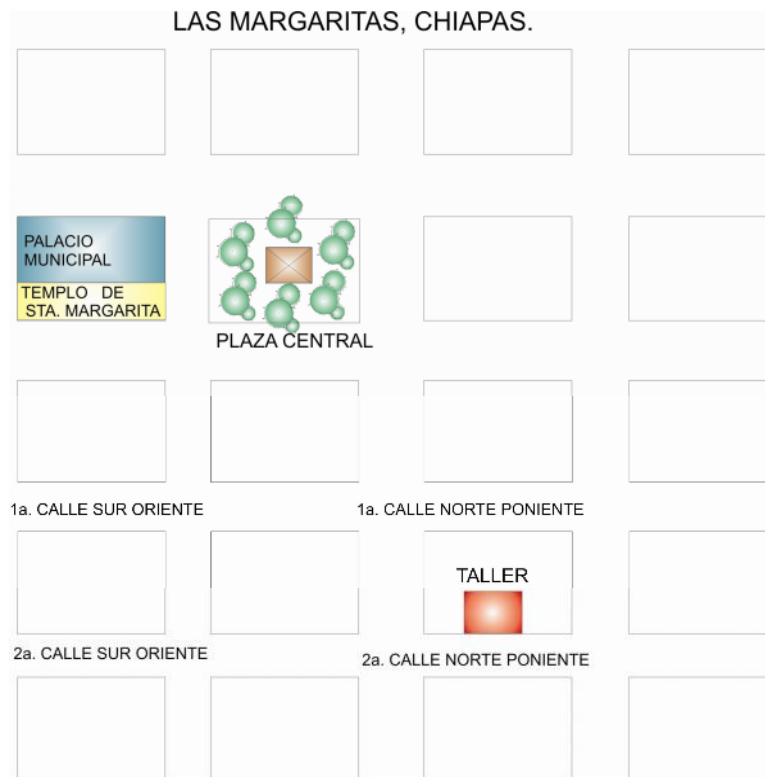 LAS MARGARITAS, CHIAPAS.
PALACIO
MUNICIPAL
TEMPLO DE
STA. MARGARITA
PLAZA CENTRAL
1a. CALLE SUR ORIENTE
1a. CALLE NORTE PONIENTE
TALLER
2a. CALLE SUR ORIENTE
2a. CALLE NORTE PONIENTE